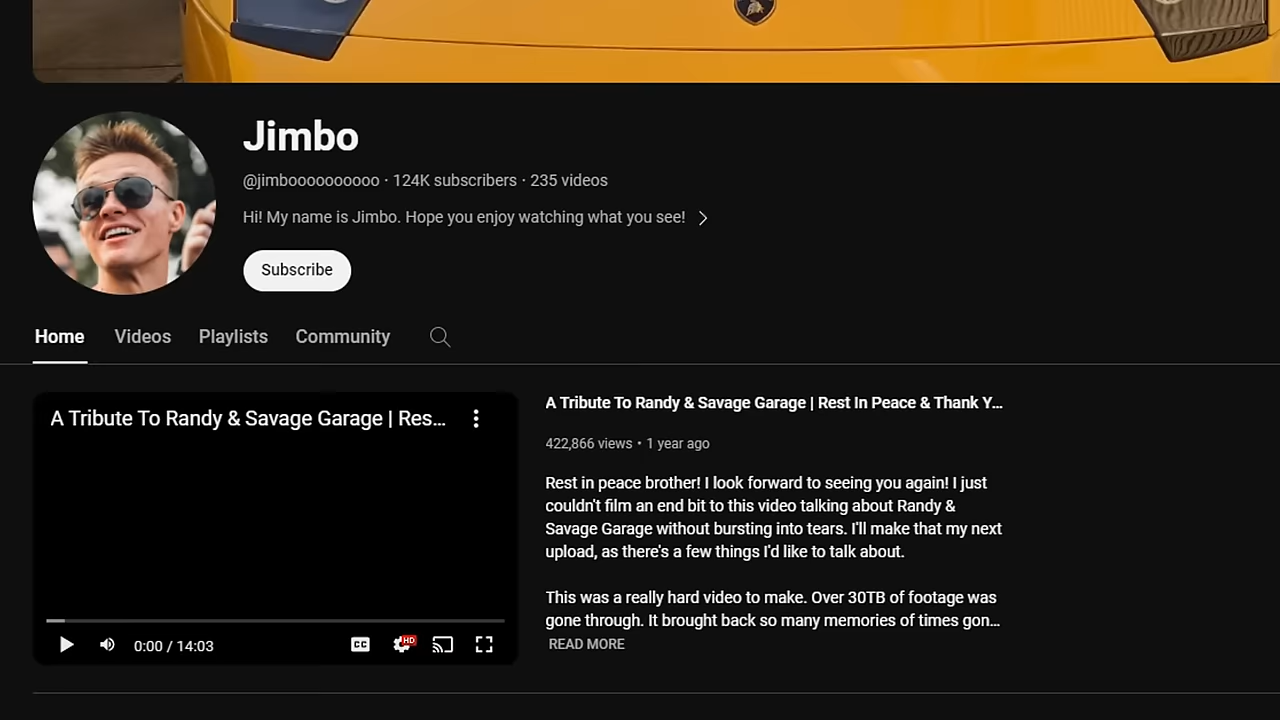 Jimbo
@jimboooooooooo · 124K subscribers · 235 videos
Hi! My name is Jimbo. Hope you enjoy watching what you see!
Subscribe
Home Videos Playlists Community
A Tribute To Randy & Savage Garage | Res...
0:00 / 14:03
CC
HD
A Tribute To Randy & Savage Garage | Rest In Peace & Thank Y...
422,866 views • 1 year ago
Rest in peace brother! I look forward to seeing you again! I just
couldn't film an end bit to this video talking about Randy &
Savage Garage without bursting into tears. I'll make that my next
upload, as there's a few things I'd like to talk about.
This was a really hard video to make. Over 30TB of footage was
gone through. It brought back so many memories of times gon...
READ MORE